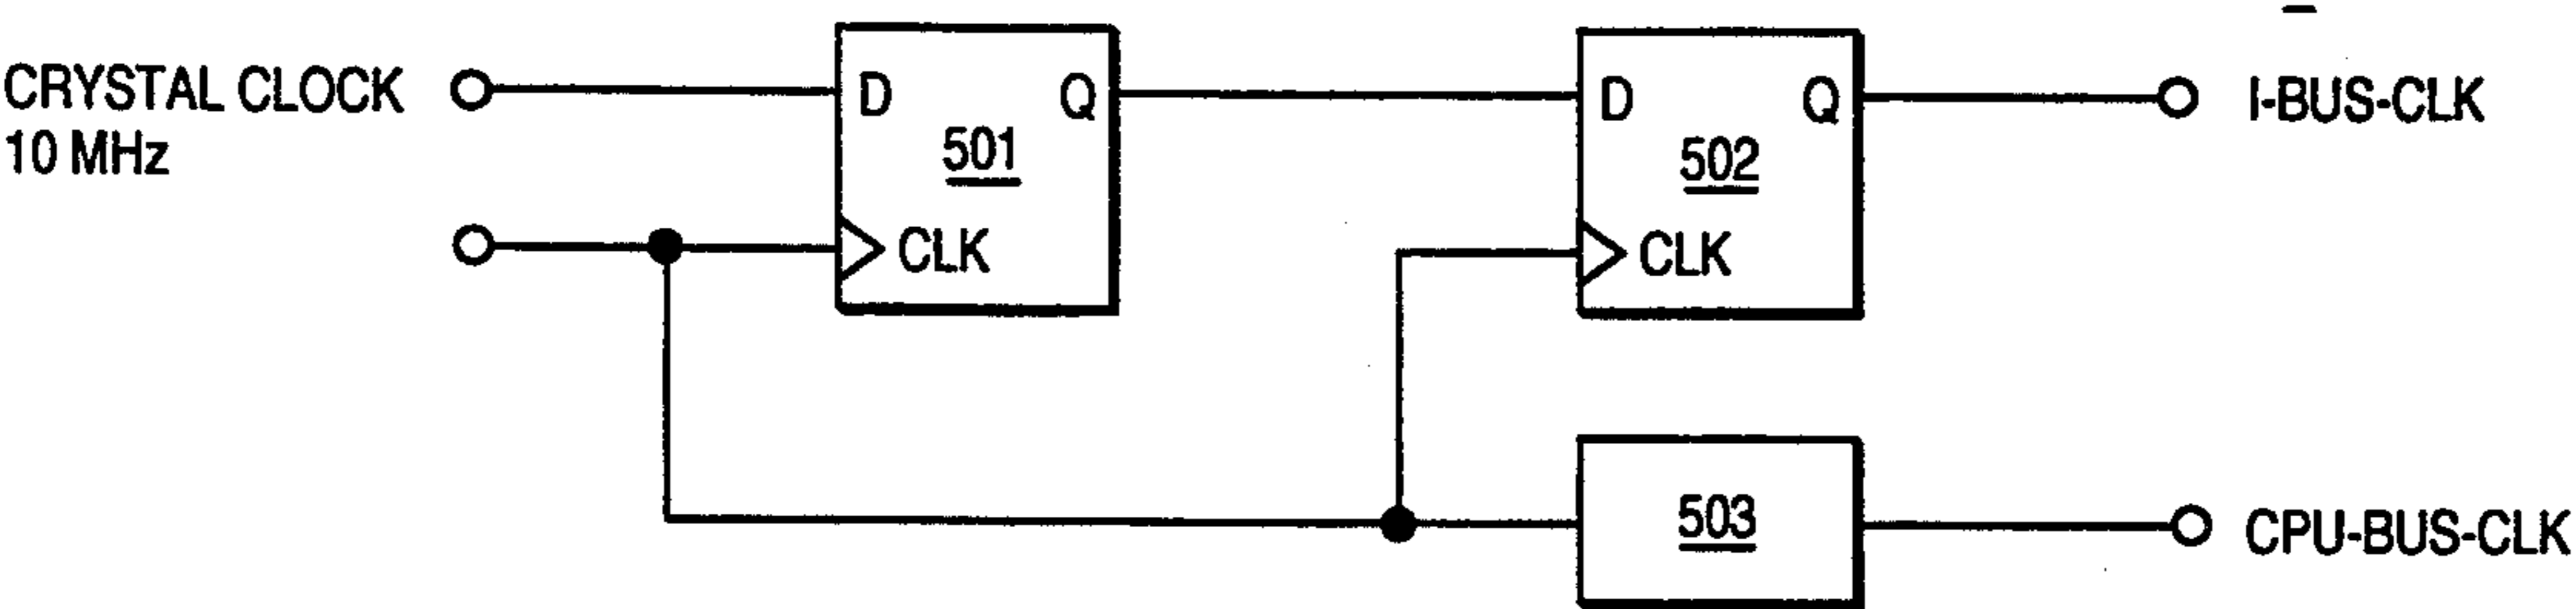 CRYSTAL CLOCK
10 MHz
D
Q
501
CLK
D
Q
502
CLK
I-BUS-CLK
503
CPU-BUS-CLK